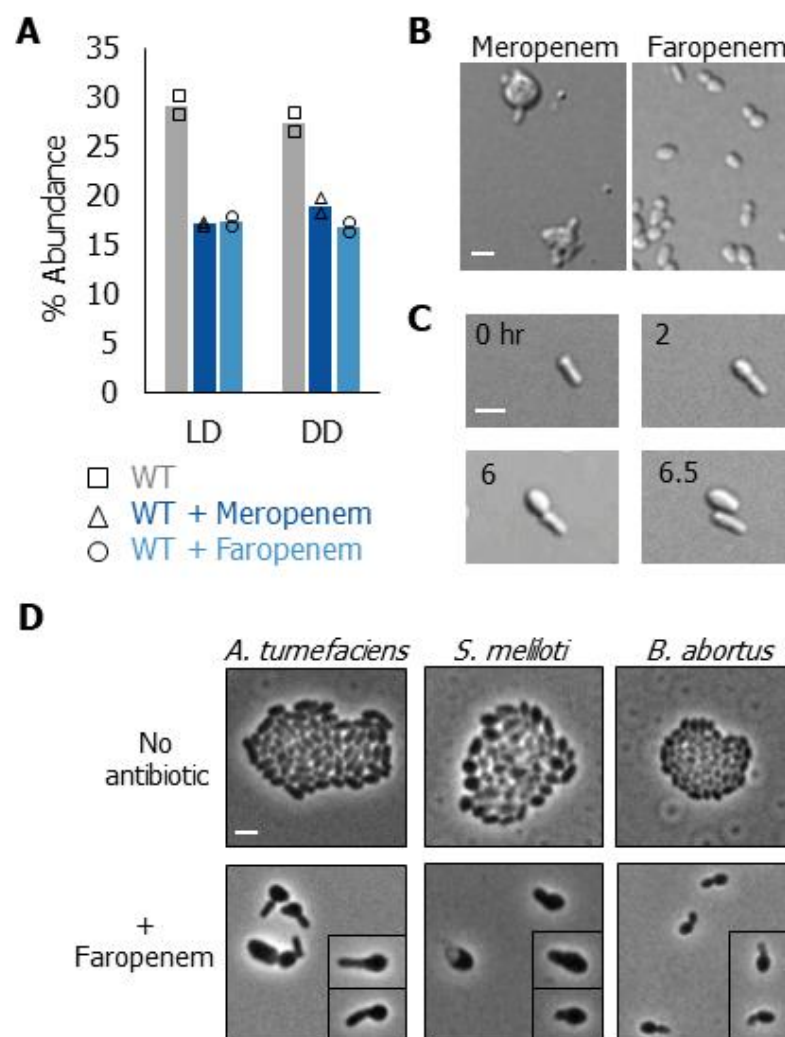 A
35
30
25
20
15
10
5
0
% Abundance
LD DD
WT
WT + Meropenem
WT + Faropenem
B
Meropenem Faropenem
C
0 hr 2
6 6.5
D
A. tumefaciens S. meliloti B. abortus
No
antibiotic
+
Faropenem